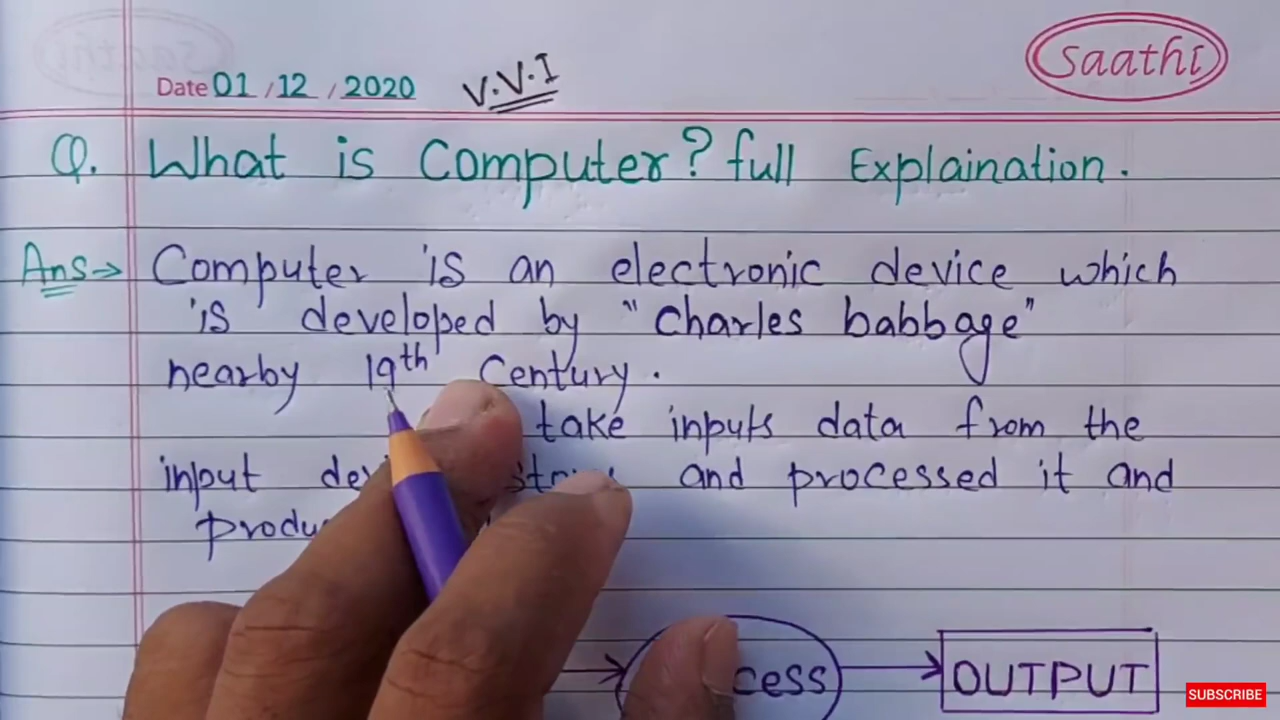 saathi
Date 01 / 12 / 2020 V.V.I
Q. What is Computer? full Explaination.
Ans→ Computer is an electronic device which
is developed by "Charles babbage"
nearby 19th Century.
take inputs data from the
input and processed it and
OUTPUT
SUBSCRIBE